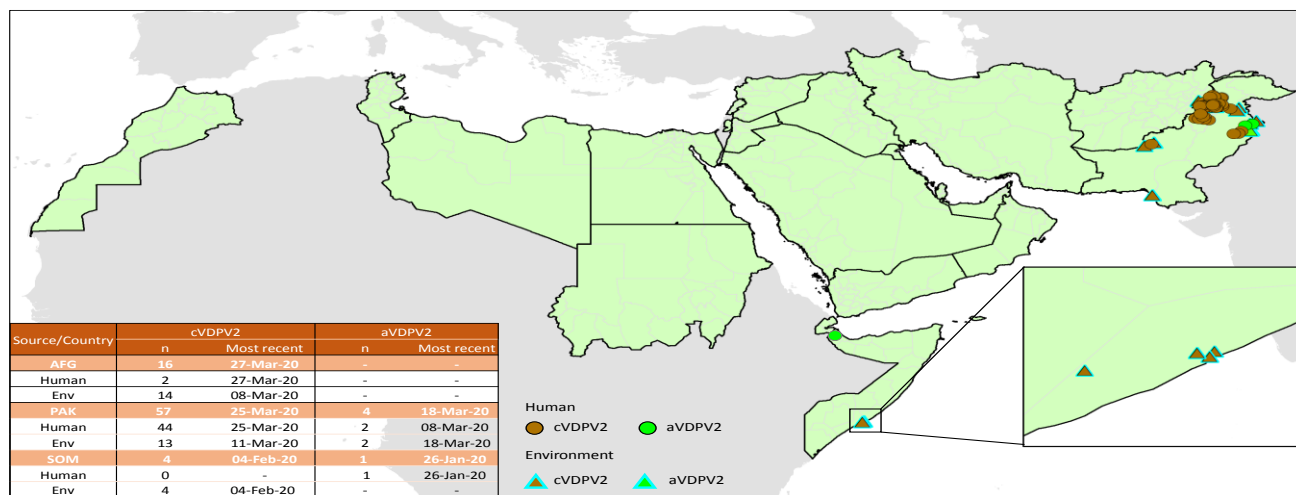 cVDPV2 aVDPV2
Source/Country
n Most recent n Most recent
AFG 16 27-Mar-20 - -
Human 2 27-Mar-20 - -
Env 14 08-Mar-20 - -
PAK 57 25-Mar-20 4 18-Mar-20
Human 44 25-Mar-20 2 08-Mar-20
Env 13 11-Mar-20 2 18-Mar-20
SOM 4 04-Feb-20 1 26-Jan-20
Human 0 - 1 26-Jan-20
Env 4 04-Feb-20 - -
Human
cVDPV2 aVDPV2
Environment
cVDPV2 aVDPV2